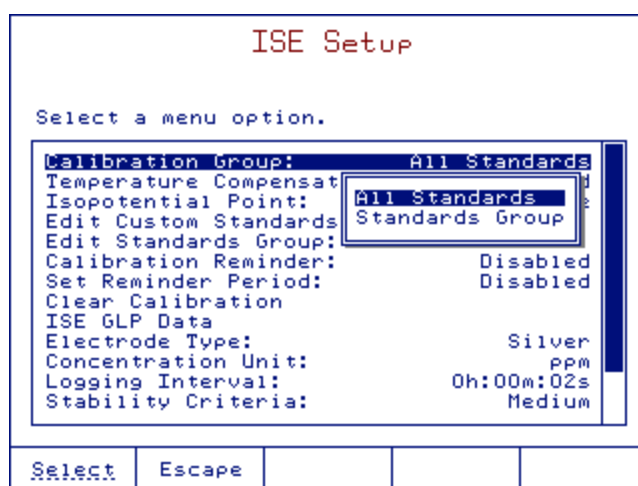 ISE Setup
Select a menu option.
Calibration Group: All Standards
Temperature Compensat
Isopotential Point:
Edit Custom Standards
Edit Standards Group:
All Standards
Standards Group
Calibration Reminder: Disabled
Set Reminder Period: Disabled
Clear Calibration
ISE GLP Data
Electrode Type: Silver
Concentration Unit: ppm
Logging Interval: 0h:00m:02s
Stability Criteria: Medium
Select Escape